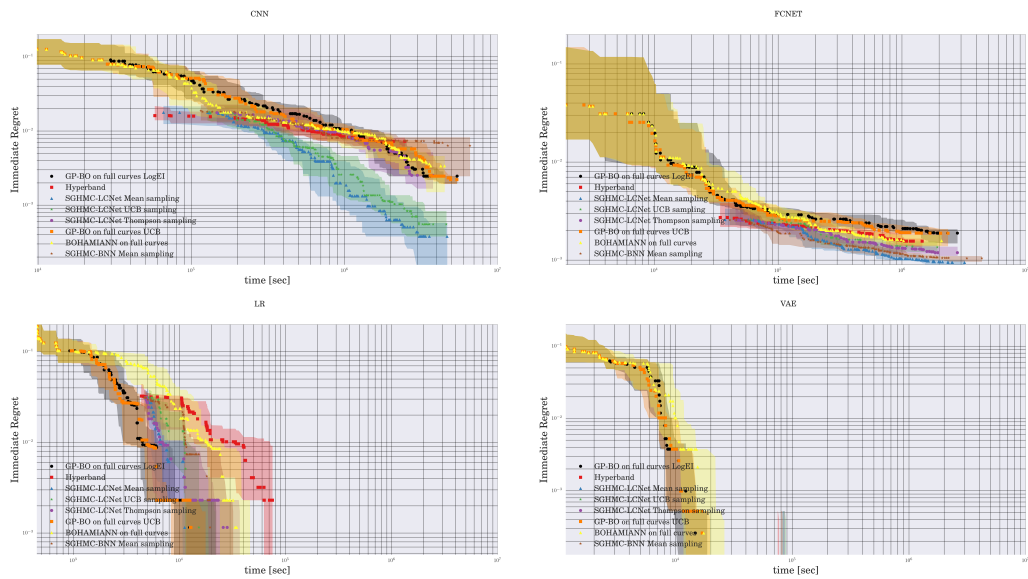 CNN
Immediate Regret
GP-BO on full curves LogEI
Hyperband
SGHMC-LCNet Mean sampling
SGHMC-LCNet UCB sampling
SGHMC-LCNet Thompson sampling
GP-BO on full curves UCB
BOHAMIANN on full curves
SGHMC-BNN Mean sampling
time [sec]
FCNET
Immediate Regret
GP-BO on full curves LogEI
Hyperband
SGHMC-LCNet Mean sampling
SGHMC-LCNet UCB sampling
SGHMC-LCNet Thompson sampling
GP-BO on full curves UCB
BOHAMIANN on full curves
SGHMC-BNN Mean sampling
time [sec]
LR
Immediate Regret
GP-BO on full curves LogEI
Hyperband
SGHMC-LCNet Mean sampling
SGHMC-LCNet UCB sampling
SGHMC-LCNet Thompson sampling
GP-BO on full curves UCB
BOHAMIANN on full curves
SGHMC-BNN Mean sampling
time [sec]
VAE
Immediate Regret
GP-BO on full curves LogEI
Hyperband
SGHMC-LCNet Mean sampling
SGHMC-LCNet UCB sampling
SGHMC-LCNet Thompson sampling
GP-BO on full curves UCB
BOHAMIANN on full curves
SGHMC-BNN Mean sampling
time [sec]